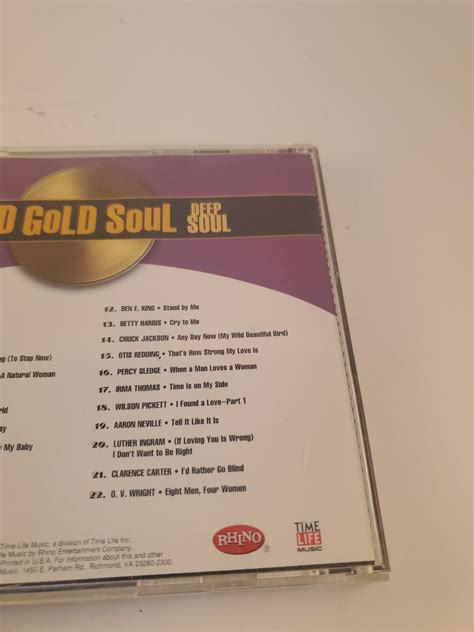 D GOLD SOUL DEEP
SOUL
12. BEN E. KING • Stand by Me
13. BETTY HARRIS • Cry to Me
14. CHUCK JACKSON • Any Day Now (My Wild Beautiful Bird)
ng (To Stop Now)
15. OTIS REDDING • That's How Strong My Love Is
A Natural Woman
16. PERCY SLEDGE • When a Man Loves a Woman
17. IRMA THOMAS • Time is on My Side
rld
18. WILSON PICKETT • I Found a Love–Part 1
sy
19. AARON NEVILLE • Tell It Like It Is
e My Baby
20. LUTHER INGRAM • (If Loving You Is Wrong)
I Don't Want to Be Right
21. CLARENCE CARTER • I'd Rather Go Blind
22. O. V. WRIGHT • Eight Men, Four Women
Time-Life Music, a division of Time Life Inc.,
e Music by Rhino Entertainment Company.
Printed in U.S.A. For information about this and other
Music, 1450 E. Parham Rd., Richmond, VA 23280-2300.
RHINO ®
TIME
LIFE
MUSIC